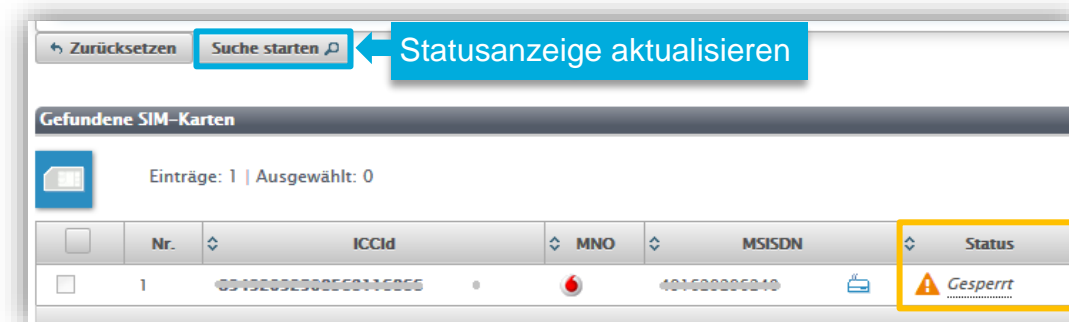 Zurücksetzen Suche starten Statusanzeige aktualisieren
Gefundene SIM-Karten
Einträge: 1 | Ausgewählt: 0
Nr. ICCId MNO MSISDN Status
1 Gesperrt